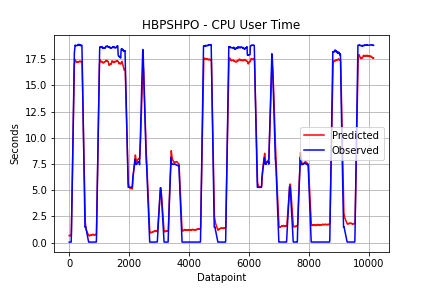 HBPSHPO - CPU User Time
Seconds
17.5
15.0
12.5
10.0
7.5
5.0
2.5
0.0
Predicted
Observed
0 2000 4000 6000 8000 10000
Datapoint